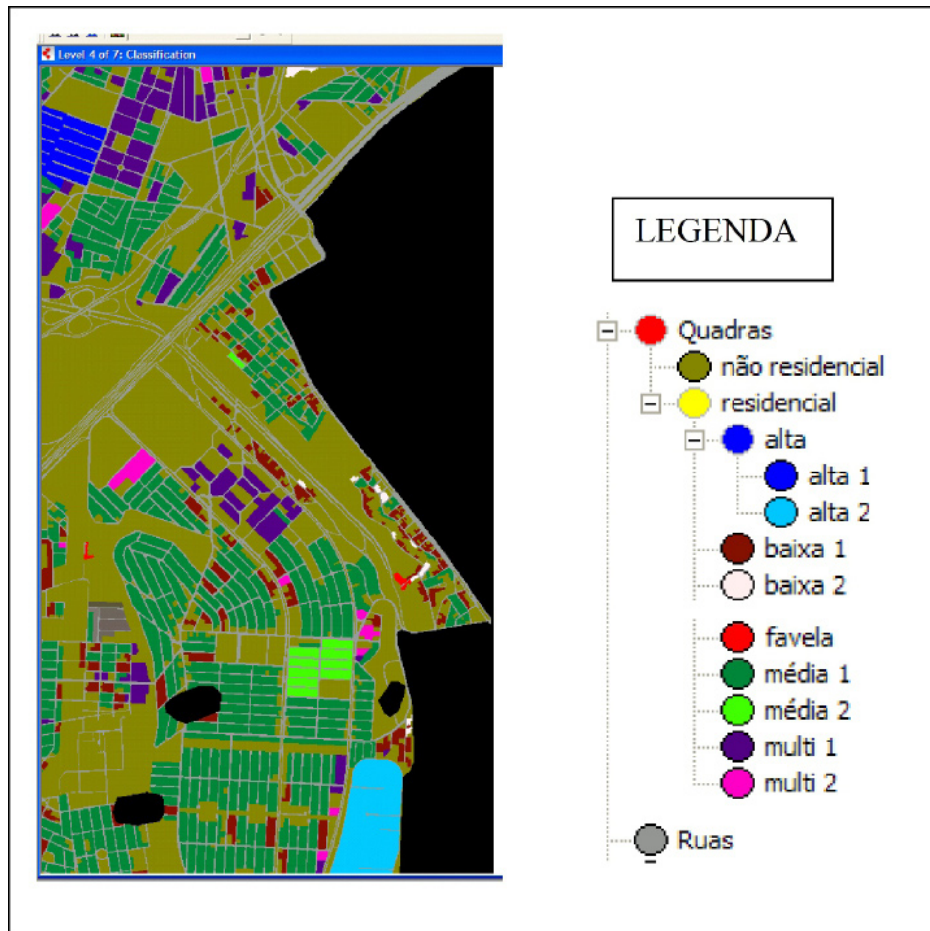 Level 4 of 7: Classification
LEGENDA
Quadras
não residencial
residencial
alta
alta 1
alta 2
baixa 1
baixa 2
favela
média 1
média 2
multi 1
multi 2
Ruas